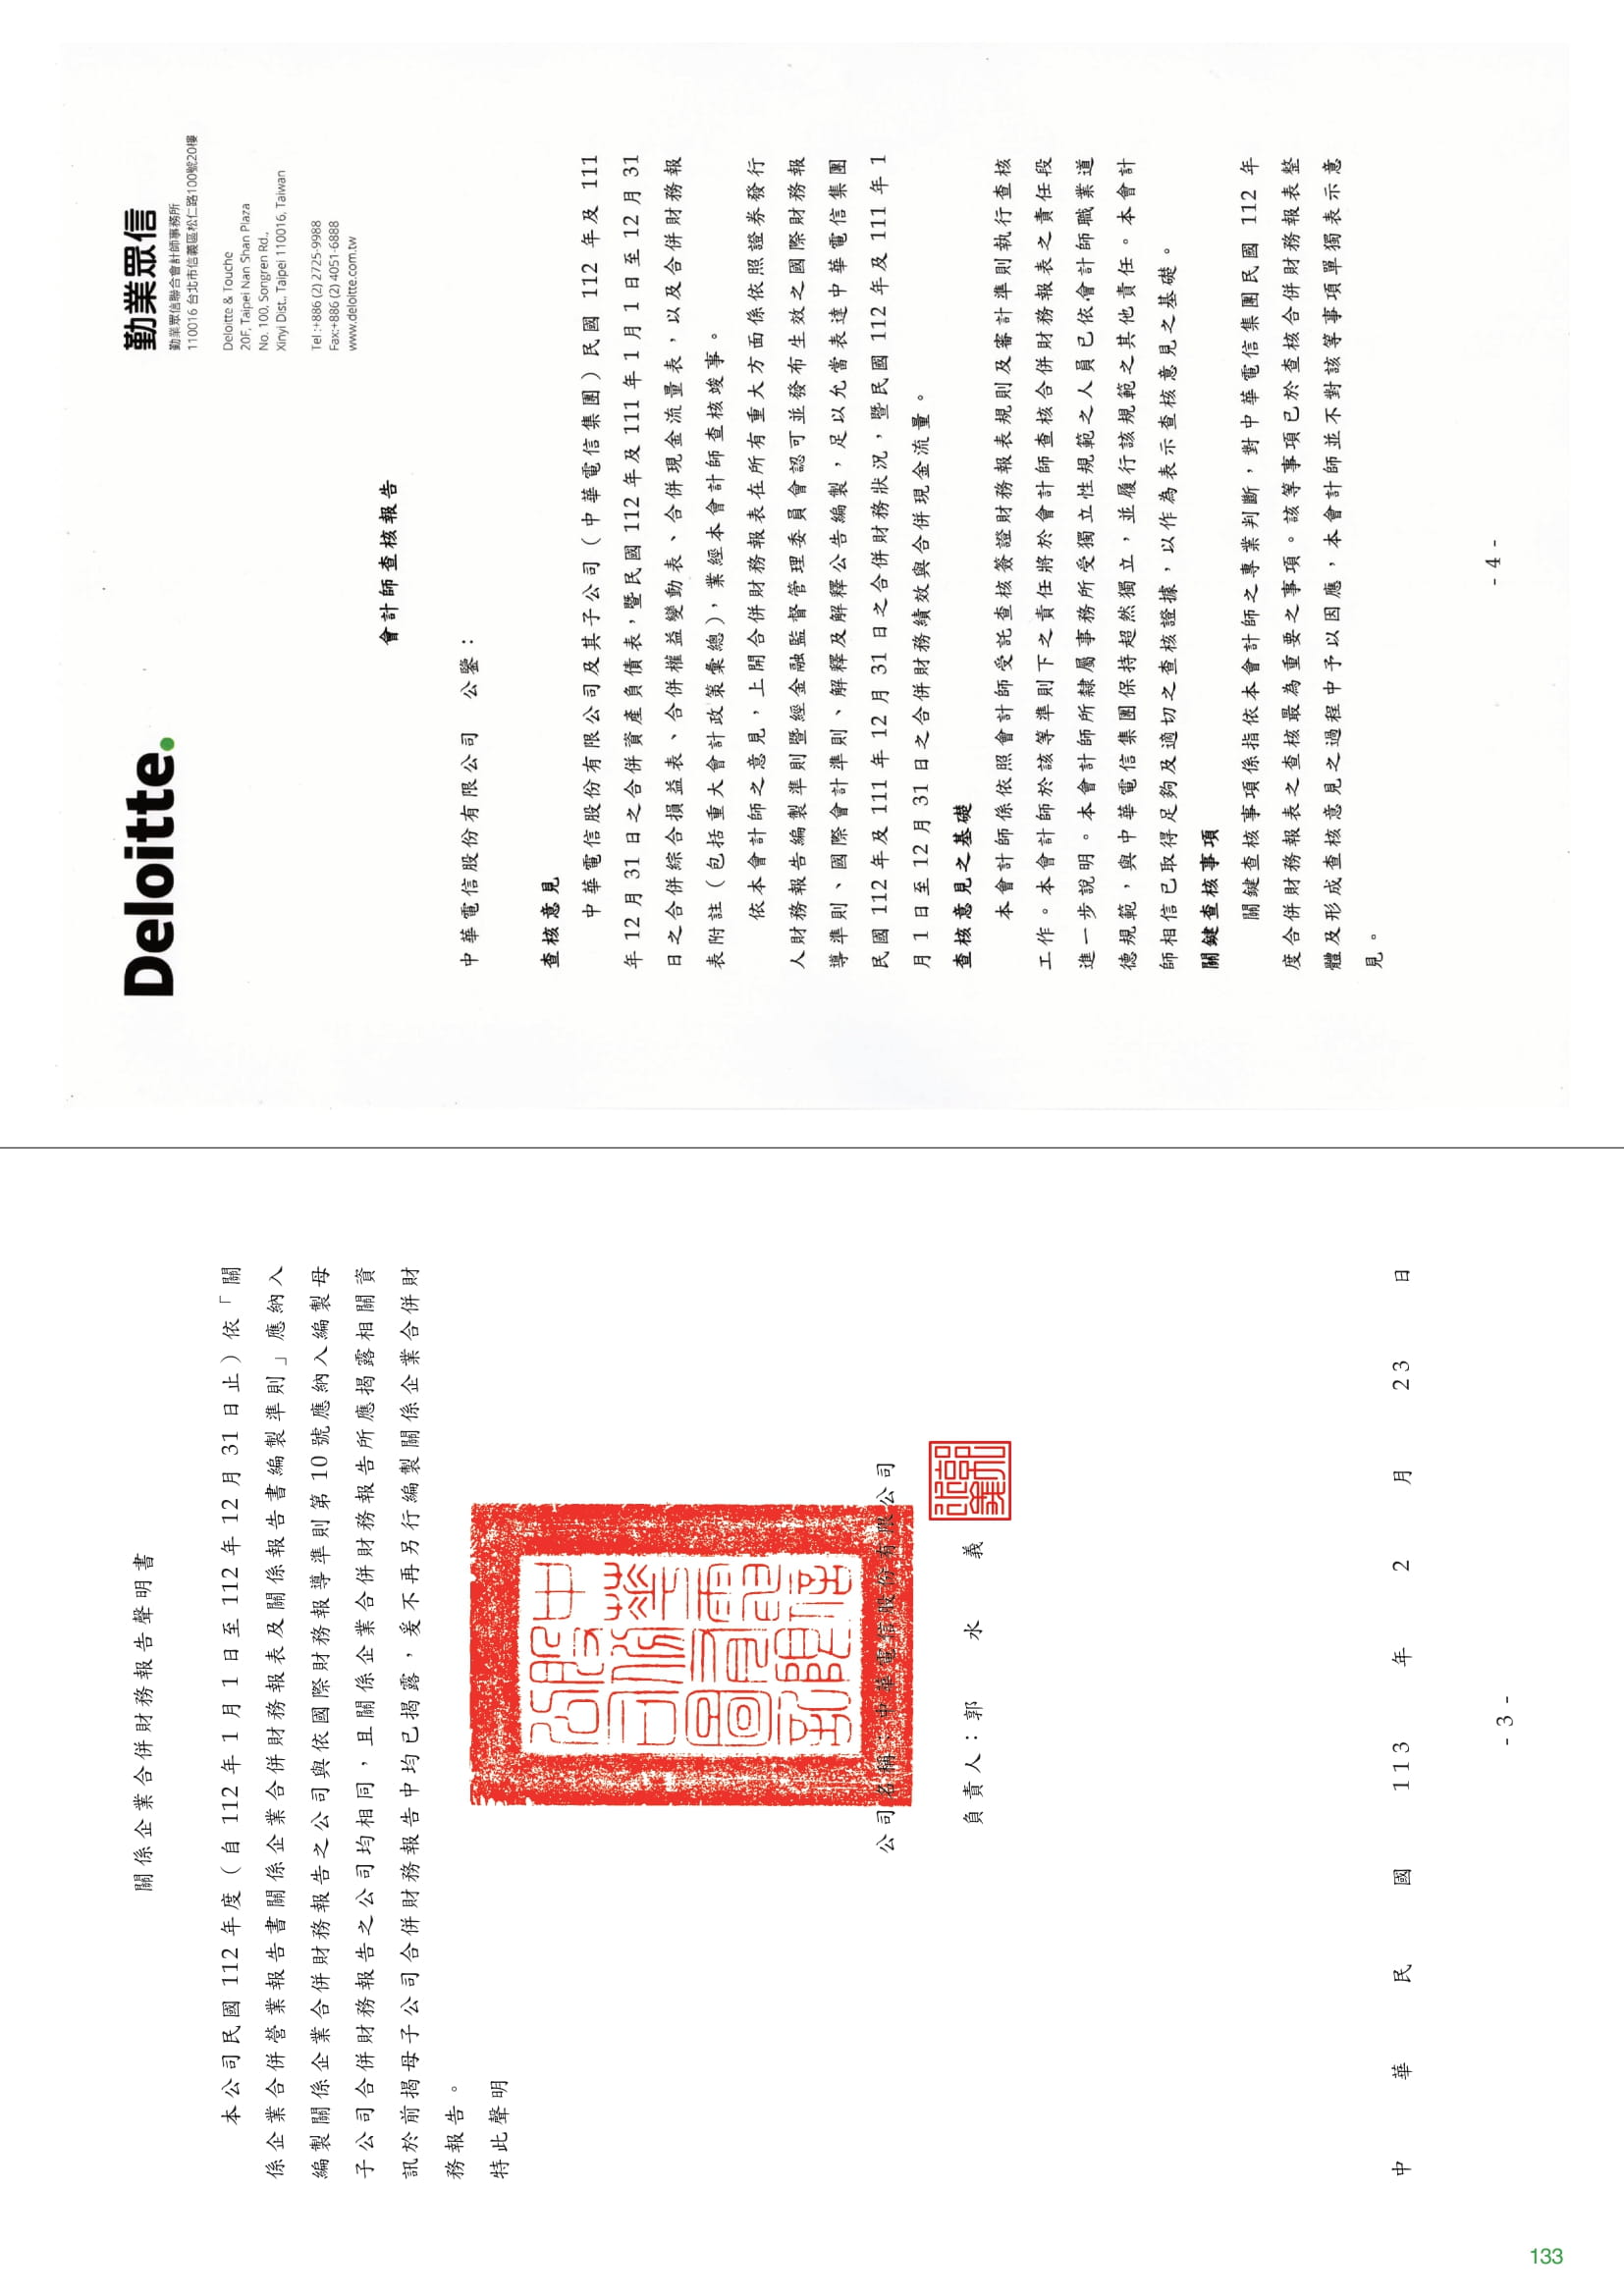 關係企業合併財務報告聲明書
本公司民國 112 年度（自 112 年 1 月 1 日至 112 年 12 月 31 日止）依「關
係企業合併營業報告書關係企業合併財務報表及關係報告書編製準則」應納入
編製關係企業合併財務報告之公司與依國際財務報導準則第 10 號應納入編製母
子公司合併財務報告之公司均相同，且關係企業合併財務報告所應揭露相關資
訊於前揭母子公司合併財務報告中均已揭露，爰不再另行編製關係企業合併財
務報告。
特此聲明
公司名稱：中華電信股份有限公司
負責人：郭水義
中華民國 113 年 2 月 23 日
- 3 -
Deloitte.
勤業眾信
勤業眾信聯合會計師事務所
110016 台北市信義區松仁路100號20樓
Deloitte & Touche
20F, Taipei Nan Shan Plaza
No. 100, Songren Rd.,
Xinyi Dist., Taipei 110016, Taiwan
Tel :+886 (2) 2725-9988
Fax:+886 (2) 4051-6888
www.deloitte.com.tw
會計師查核報告
中華電信股份有限公司　公鑒：
查核意見
中華電信股份有限公司及其子公司（中華電信集團）民國 112 年及 111
年 12 月 31 日之合併資產負債表，暨民國 112 年及 111 年 1 月 1 日至 12 月 31
日之合併綜合損益表、合併權益變動表、合併現金流量表，以及合併財務報
表附註（包括重大會計政策彙總），業經本會計師查核竣事。
依本會計師之意見，上開合併財務報表在所有重大方面係依照證券發行
人財務報告編製準則暨經金融監督管理委員會認可並發布生效之國際財務報
導準則、國際會計準則、解釋及解釋公告編製，足以允當表達中華電信集團
民國 112 年及 111 年 12 月 31 日之合併財務狀況，暨民國 112 年及 111 年 1
月 1 日至 12 月 31 日之合併財務績效與合併現金流量。
查核意見之基礎
本會計師係依照會計師受託查核簽證財務報表規則及審計準則執行查核
工作。本會計師於該等準則下之責任將於會計師查核合併財務報表之責任段
進一步說明。本會計師所隸屬事務所受獨立性規範之人員已依會計師職業道
德規範，與中華電信集團保持超然獨立，並履行該規範之其他責任。本會計
師相信已取得足夠及適切之查核證據，以作為表示查核意見之基礎。
關鍵查核事項
關鍵查核事項係指依本會計師之專業判斷，對中華電信集團民國 112 年
度合併財務報表之查核最為重要之事項。該等事項已於查核合併財務報表整
體及形成查核意見之過程中予以因應，本會計師並不對該等事項單獨表示意
見。
- 4 -
133